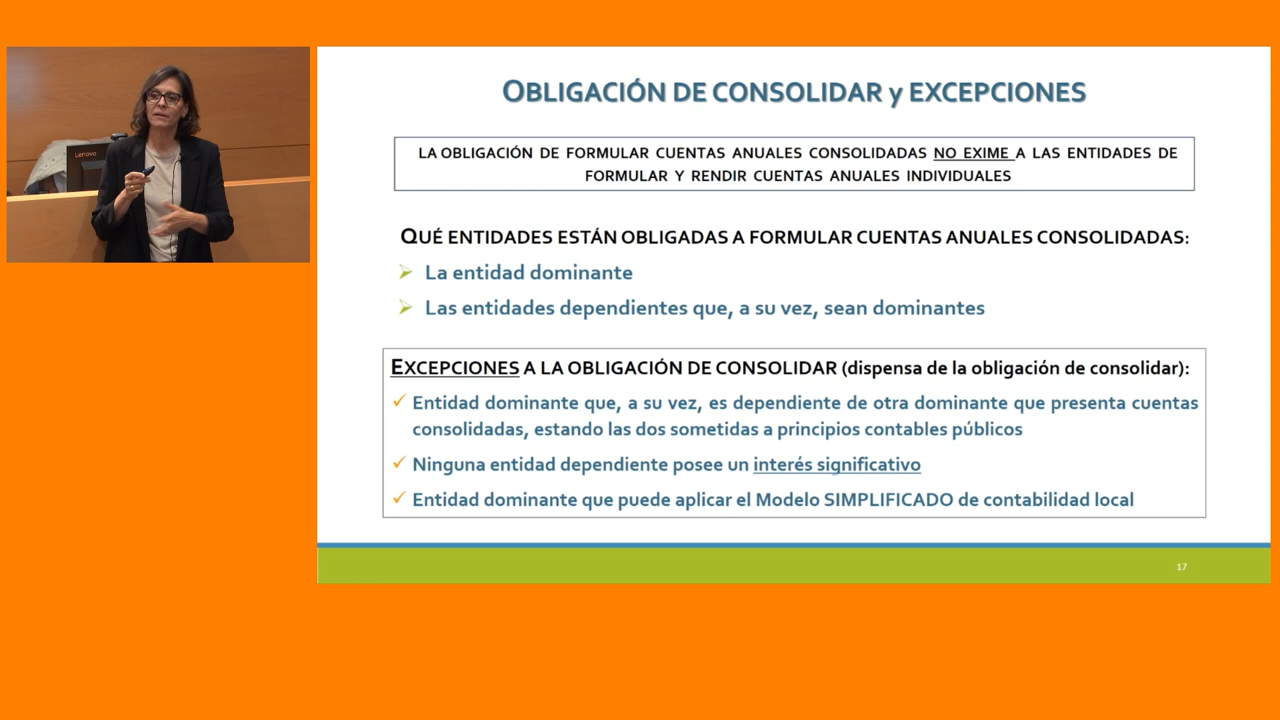 Lenovo
OBLIGACIÓN DE CONSOLIDAR y EXCEPCIONES
LA OBLIGACIÓN DE FORMULAR CUENTAS ANUALES CONSOLIDADAS NO EXIME A LAS ENTIDADES DE
FORMULAR Y RENDIR CUENTAS ANUALES INDIVIDUALES
QUÉ ENTIDADES ESTÁN OBLIGADAS A FORMULAR CUENTAS ANUALES CONSOLIDADAS:
La entidad dominante
Las entidades dependientes que, a su vez, sean dominantes
EXCEPCIONES A LA OBLIGACIÓN DE CONSOLIDAR (dispensa de la obligación de consolidar):
Entidad dominante que, a su vez, es dependiente de otra dominante que presenta cuentas
consolidadas, estando las dos sometidas a principios contables públicos
Ninguna entidad dependiente posee un interés significativo
Entidad dominante que puede aplicar el Modelo SIMPLIFICADO de contabilidad local
17